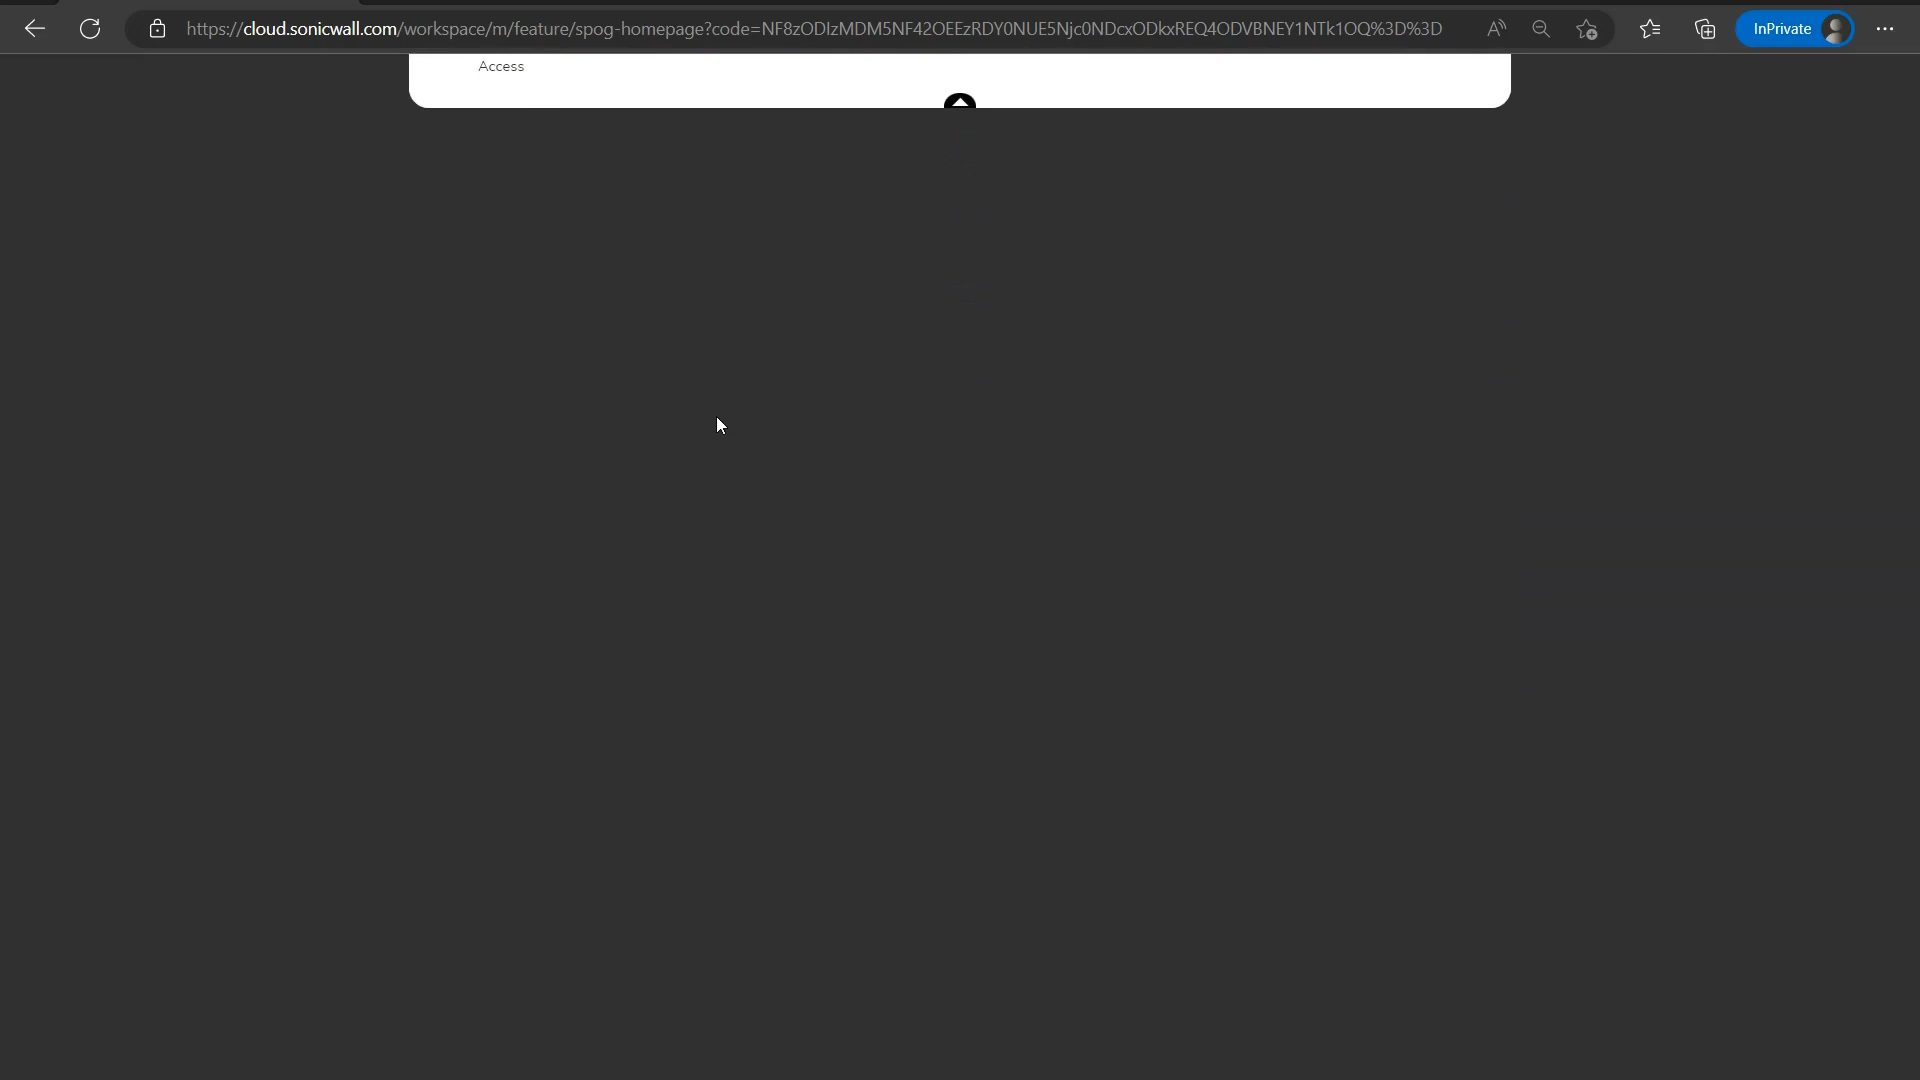 https://cloud.sonicwall.com/workspace/m/feature/spog-homepage?code=NF8zODIzMDM5NF42OEEzRDY0NUE5Njc0NDcxODkxREQ4ODVBNEY1NTk1OQ%3D%3D
InPrivate
Access